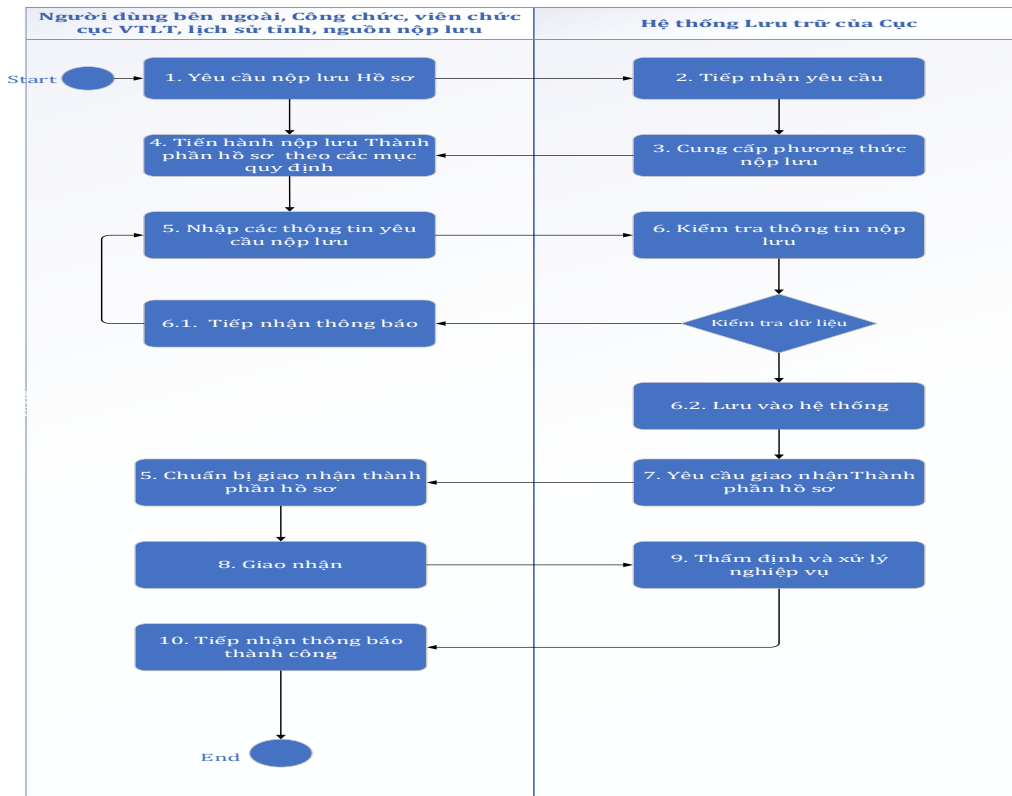 Người dùng bên ngoài, Công chức, viên chức
cục VTLT, lịch sử tỉnh, nguồn nộp lưu
Hệ thống Lưu trữ của Cục
Start
1. Yêu cầu nộp lưu Hồ sơ
2. Tiếp nhận yêu cầu
4. Tiến hành nộp lưu Thành
phần hồ sơ theo các mục
quy định
3. Cung cấp phương thức
nộp lưu
5. Nhập các thông tin yêu
cầu nộp lưu
6. Kiểm tra thông tin nộp
lưu
6.1. Tiếp nhận thông báo
Kiểm tra dữ liệu
6.2. Lưu vào hệ thống
5. Chuẩn bị giao nhận thành
phần hồ sơ
7. Yêu cầu giao nhậnThành
phần hồ sơ
8. Giao nhận
9. Thẩm định và xử lý
nghiệp vụ
10. Tiếp nhận thông báo
thành công
End